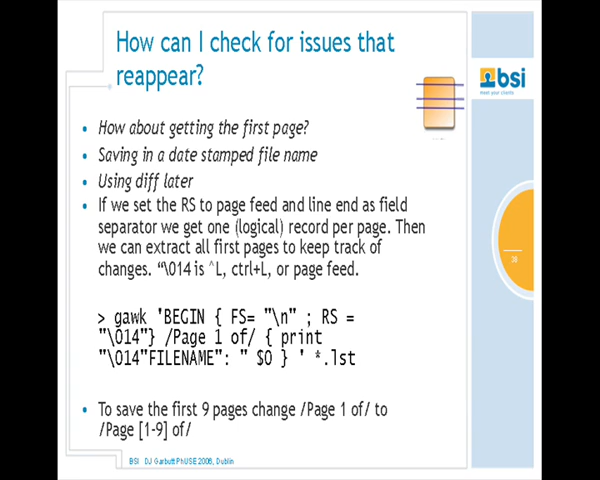 How can I check for issues that
reappear?
bsi
meet your clients
• How about getting the first page?
• Saving in a date stamped file name
• Using diff later
• If we set the RS to page feed and line end as field
separator we get one (logical) record per page. Then
we can extract all first pages to keep track of
changes. "\014 is ^L, ctrl+L, or page feed.
> gawk 'BEGIN { FS= "\n" ; RS =
"\014"} /Page 1 of/ { print
"\014"FILENAME": " $0 } ' *.lst
• To save the first 9 pages change /Page 1 of/ to
/Page [1-9] of/
38
BSI DJ Garbutt PhUSE 2006, Dublin